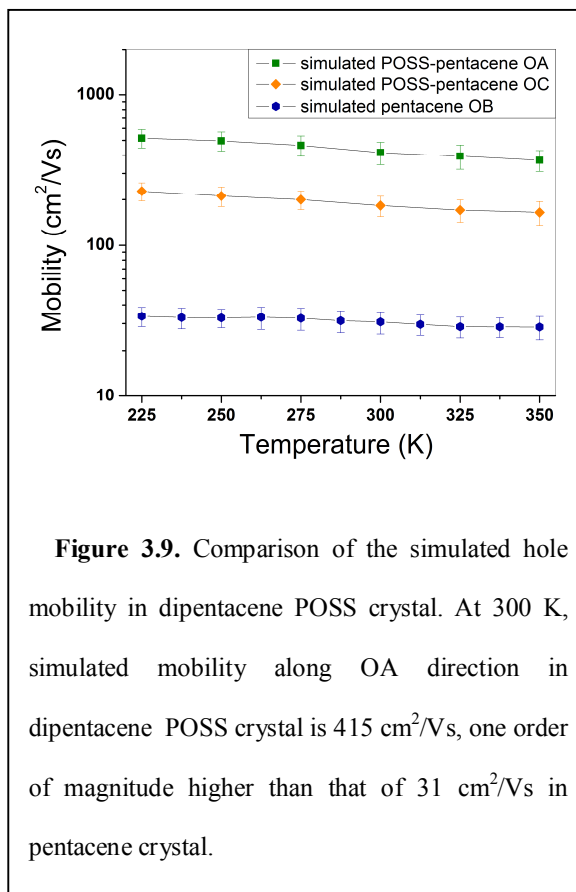 simulated POSS-pentacene OA
simulated POSS-pentacene OC
simulated pentacene OB
1000
100
10
Mobility (cm²/Vs)
225 250 275 300 325 350
Temperature (K)
Figure 3.9. Comparison of the simulated hole
mobility in dipentacene POSS crystal. At 300 K,
simulated mobility along OA direction in
dipentacene POSS crystal is 415 cm²/Vs, one order
of magnitude higher than that of 31 cm²/Vs in
pentacene crystal.